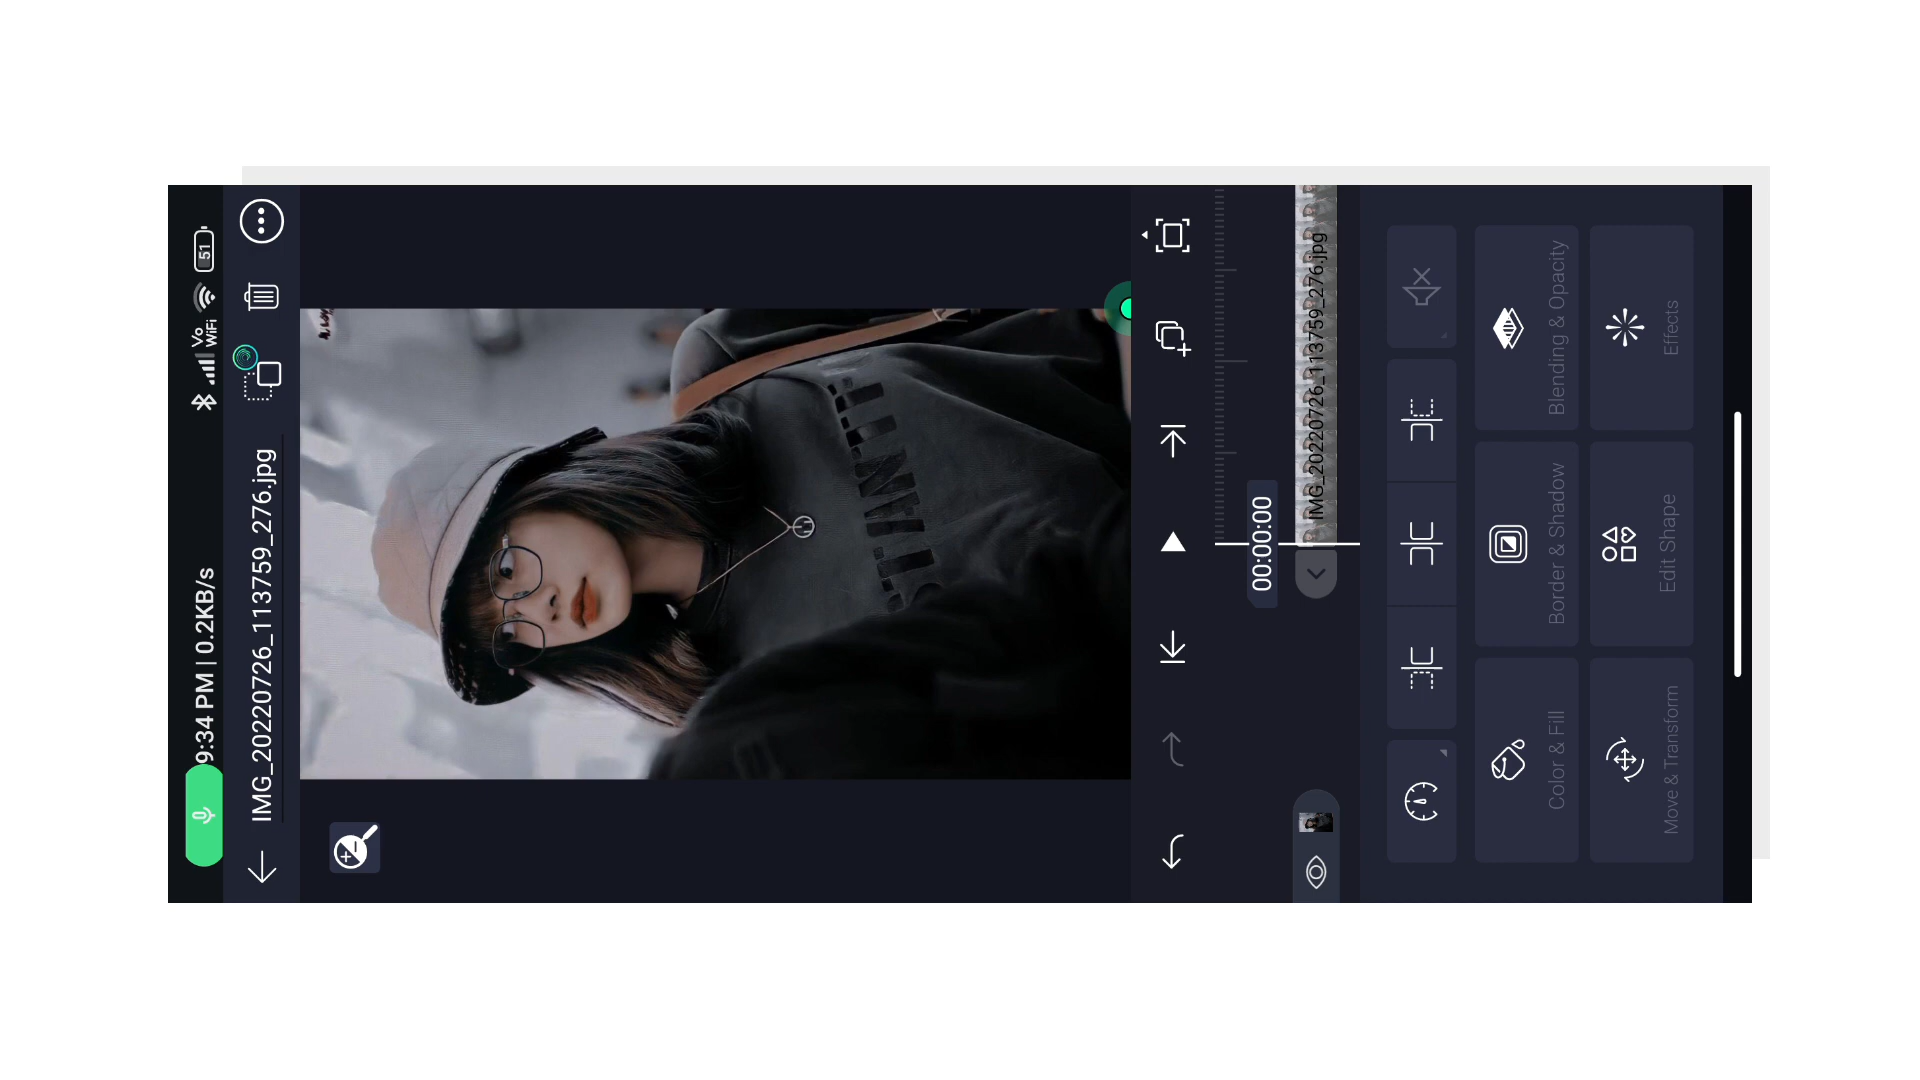 9:34 PM | 0.2KB/s
Vo
WiFi
51
IMG_20220726_113759_276.jpg
00:00:00
IMG_20220726_113759_276.jpg
Color & Fill
Border & Shadow
Blending & Opacity
Move & Transform
Edit Shape
Effects